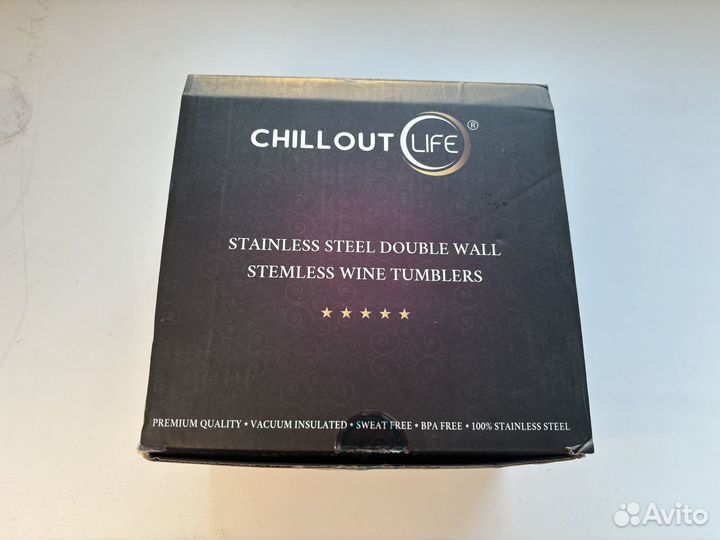 CHILLOUT LIFE ®
STAINLESS STEEL DOUBLE WALL
STEMLESS WINE TUMBLERS
★ ★ ★ ★ ★
PREMIUM QUALITY ★ VACUUM INSULATED ★ SWEAT FREE ★ BPA FREE ★ 100% STAINLESS STEEL
Avito